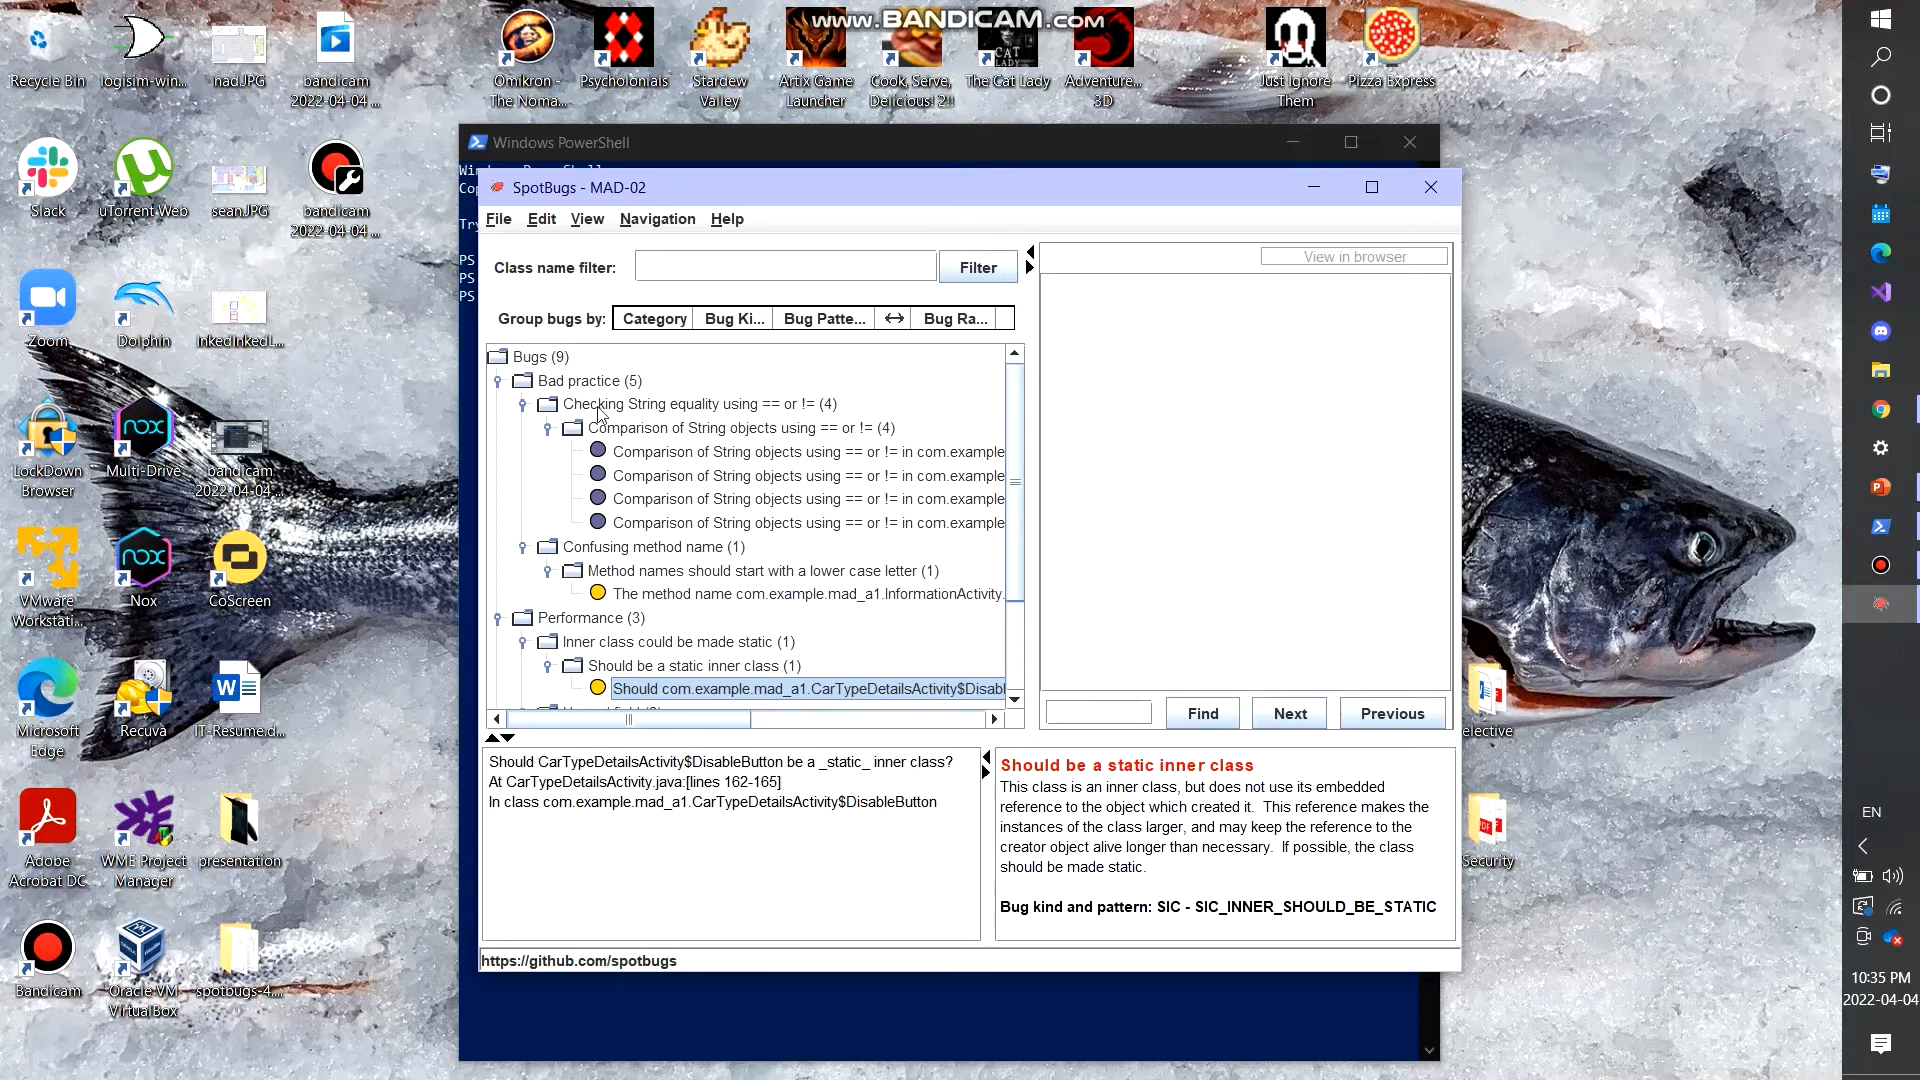 www.BANDICAM.com
Recycle Bin
logisim-win...
nad.JPG
bandicam
2022-04-04 ...
Omikron -
The Noma...
Psycholonials
Stardew
Valley
Artix Game
Launcher
Cook, Serve,
Delicious! 2!!
The Cat Lady
Adventure...
3D
Just Ignore
Them
Pizza Express
Slack
uTorrent Web
sean.JPG
bandicam
2022-04-04 ...
Zoom
Dolphin
InkedInkedL...
LockDown
Browser
Multi-Drive
bandicam
2022-04-04 ...
VMware
Workstati...
Nox
CoScreen
Microsoft
Edge
Recuva
IT-Resume.d...
Adobe
Acrobat DC
WME Project
Manager
presentation
Bandicam
Oracle VM
VirtualBox
spotbugs-4....
Windows PowerShell
PS
PS
PS
SpotBugs - MAD-02
File Edit View Navigation Help
Class name filter: Filter
Group bugs by: Category Bug Ki... Bug Patte... Bug Ra...
Bugs (9)
Bad practice (5)
Checking String equality using == or != (4)
Comparison of String objects using == or != (4)
Comparison of String objects using == or != in com.example
Comparison of String objects using == or != in com.example
Comparison of String objects using == or != in com.example
Comparison of String objects using == or != in com.example
Confusing method name (1)
Method names should start with a lower case letter (1)
The method name com.example.mad_a1.InformationActivity.
Performance (3)
Inner class could be made static (1)
Should be a static inner class (1)
Should com.example.mad_a1.CarTypeDetailsActivity$Disabl
View in browser
Find Next Previous
Should CarTypeDetailsActivity$DisableButton be a _static_ inner class?
At CarTypeDetailsActivity.java:[lines 162-165]
In class com.example.mad_a1.CarTypeDetailsActivity$DisableButton
Should be a static inner class
This class is an inner class, but does not use its embedded
reference to the object which created it. This reference makes the
instances of the class larger, and may keep the reference to the
creator object alive longer than necessary. If possible, the class
should be made static.
Bug kind and pattern: SIC - SIC_INNER_SHOULD_BE_STATIC
https://github.com/spotbugs
elective
Security
EN
10:35 PM
2022-04-04